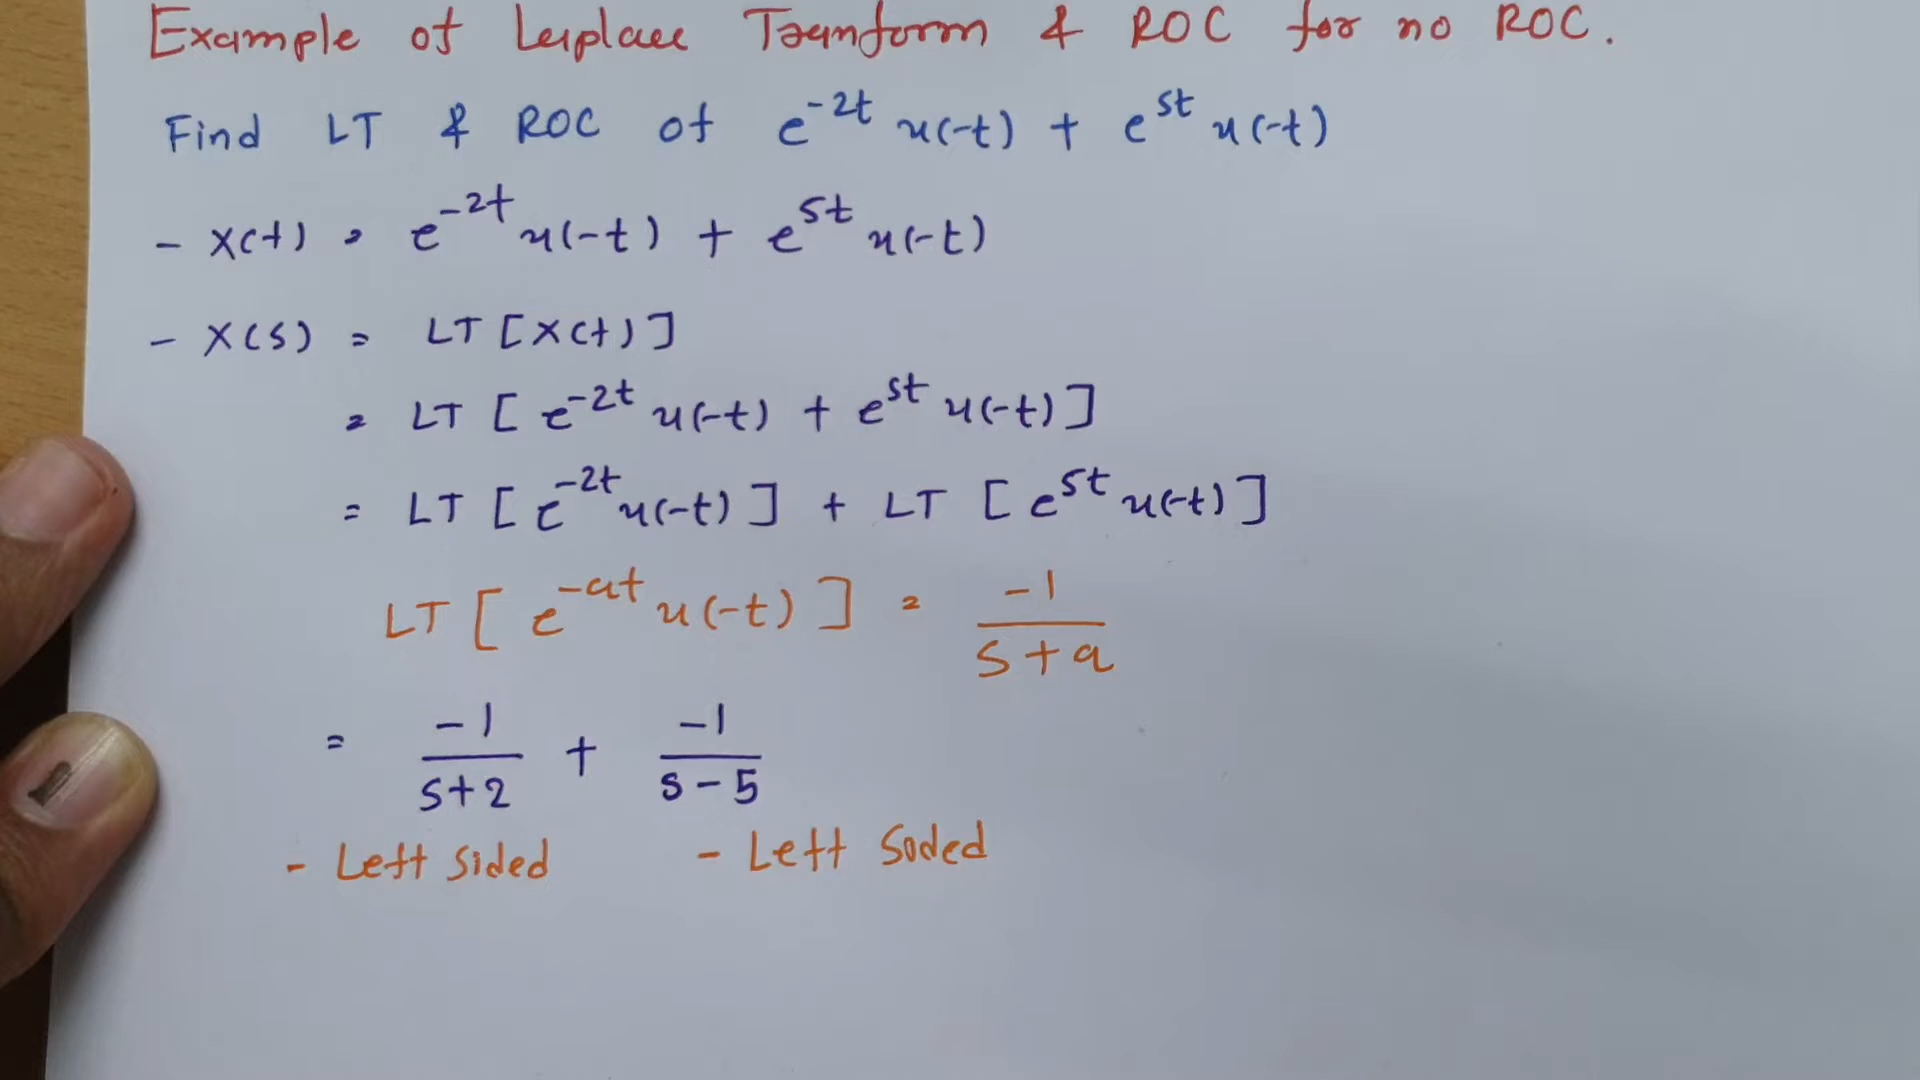 Example of Laplace Transform & ROC for no ROC.
Find LT & ROC of e^-2t u(-t) + e^5t u(-t)
- x(t) = e^-2t u(-t) + e^5t u(-t)
- X(s) = LT [x(t)]
= LT [ e^-2t u(-t) + e^5t u(-t) ]
= LT [ e^-2t u(-t) ] + LT [ e^5t u(-t) ]
LT [ e^-at u(-t) ] = -1 / s+a
= -1 / s+2 + -1 / s-5
- Left sided - Left Soded